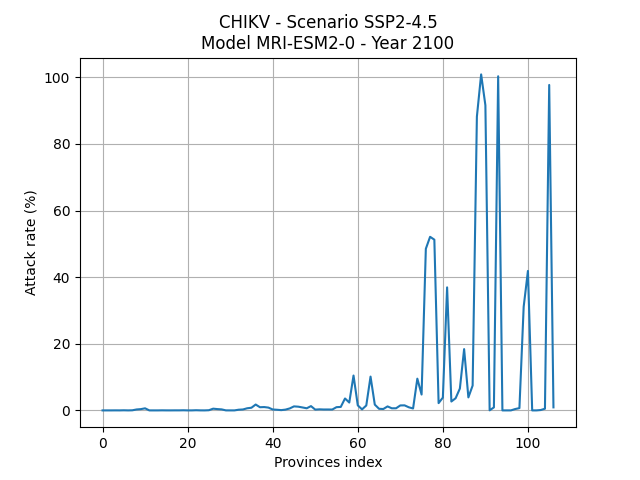 CHIKV - Scenario SSP2-4.5
Model MRI-ESM2-0 - Year 2100
100
80
60
40
20
0
Attack rate (%)
0 20 40 60 80 100
Provinces index